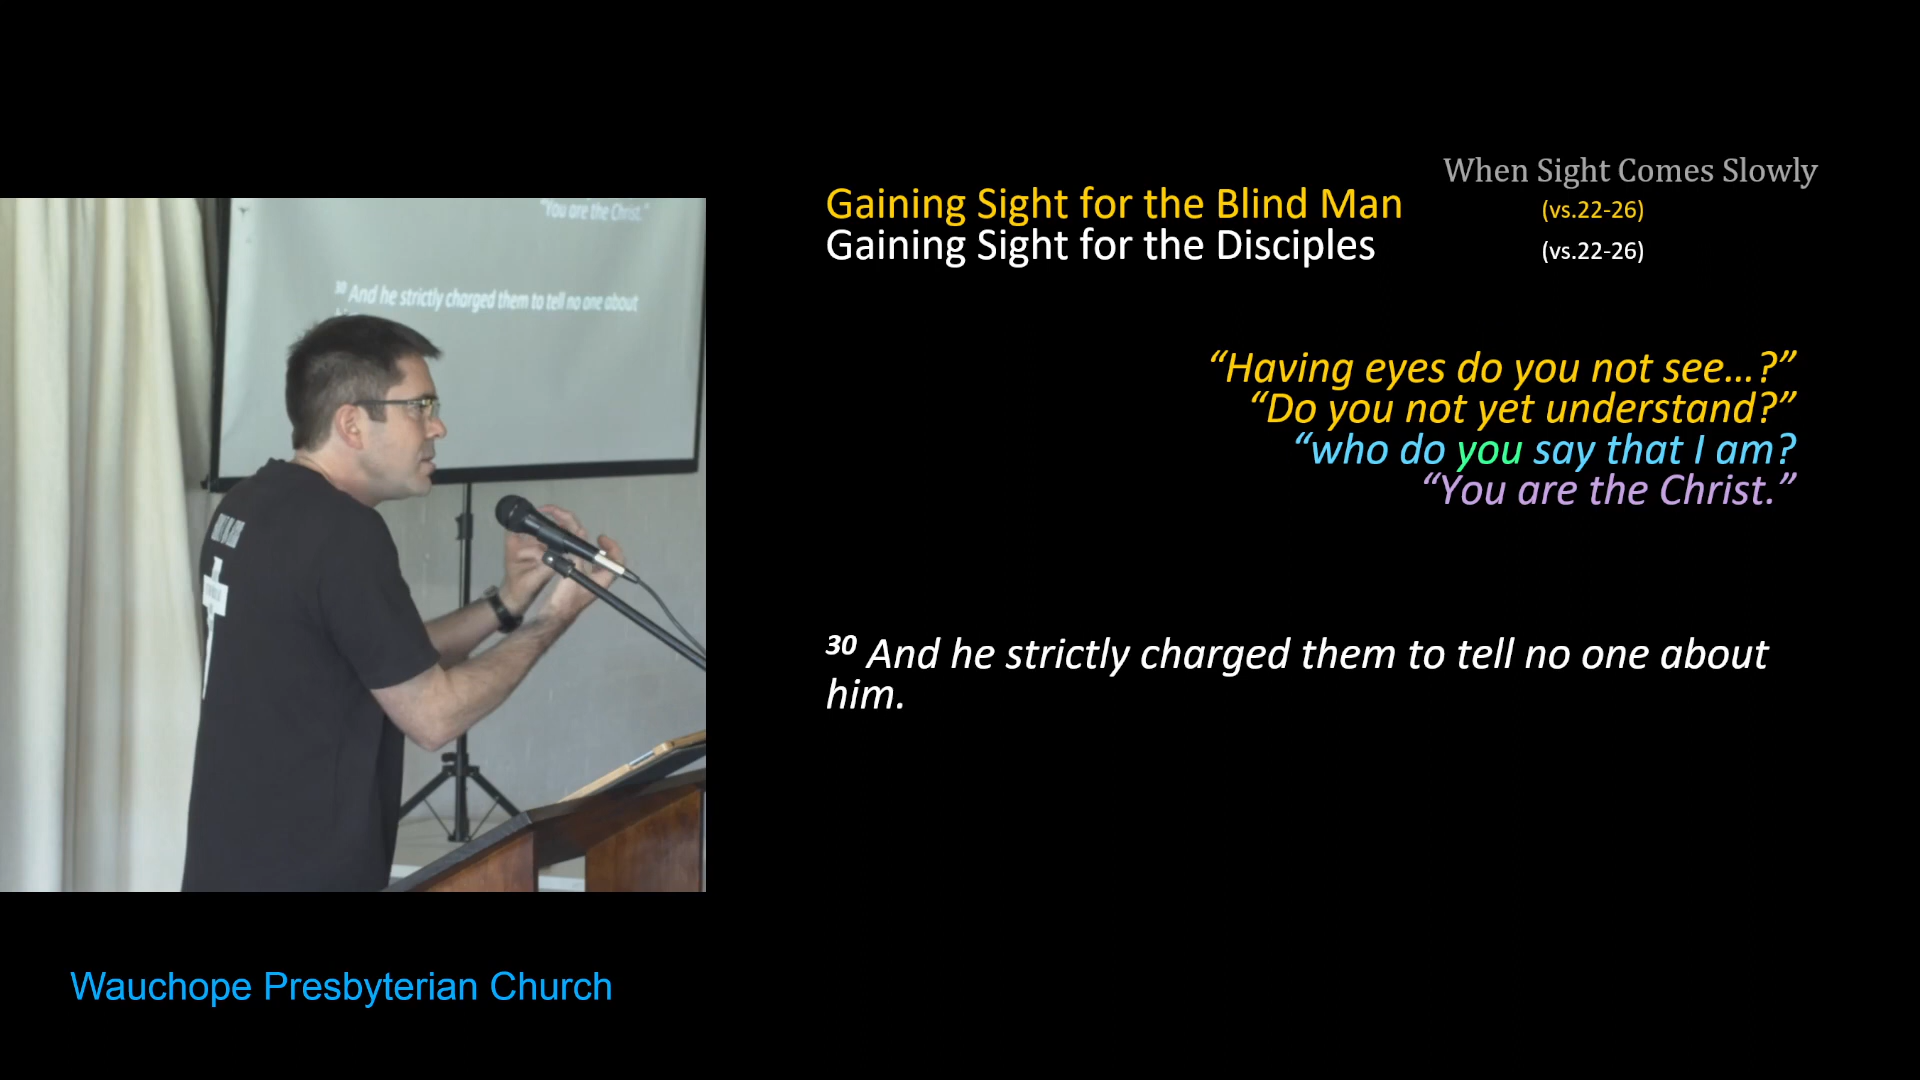 When Sight Comes Slowly
Gaining Sight for the Blind Man (vs.22-26)
Gaining Sight for the Disciples (vs.22-26)
“Having eyes do you not see...?”
“Do you not yet understand?”
“who do you say that I am?
“You are the Christ.”
30 And he strictly charged them to tell no one about
him.
"You are the Christ."
30 And he strictly charged them to tell no one about
Wauchope Presbyterian Church